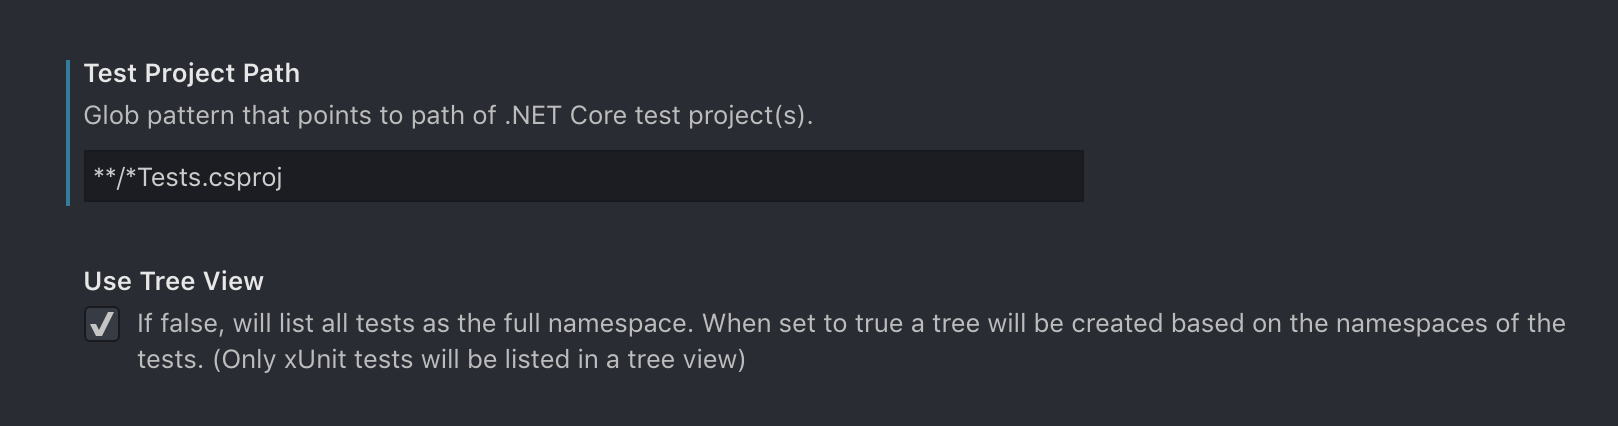 Test Project Path
Glob pattern that points to path of .NET Core test project(s).
**/*Tests.csproj
Use Tree View
If false, will list all tests as the full namespace. When set to true a tree will be created based on the namespaces of the
tests. (Only xUnit tests will be listed in a tree view)